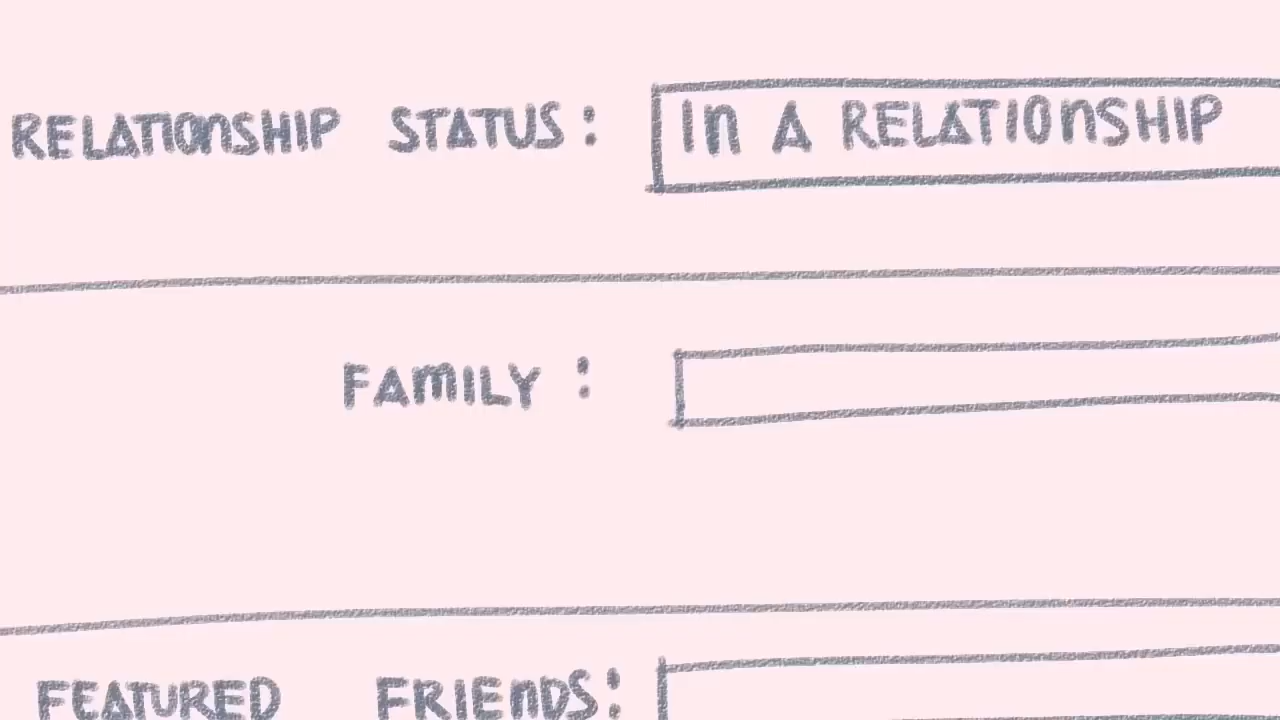 RELATIONSHIP STATUS: IN A RELATIONSHIP
FAMILY:
FEATURED FRIENDS: